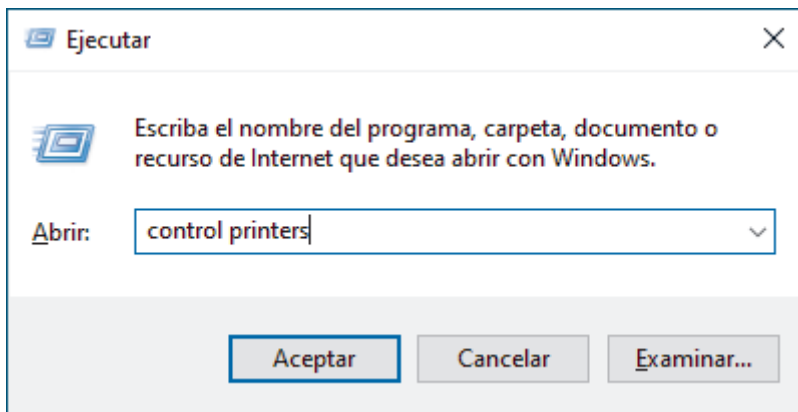 Ejecutar
Escriba el nombre del programa, carpeta, documento o
recurso de Internet que desea abrir con Windows.
Abrir: control printers
Aceptar Cancelar Examinar...